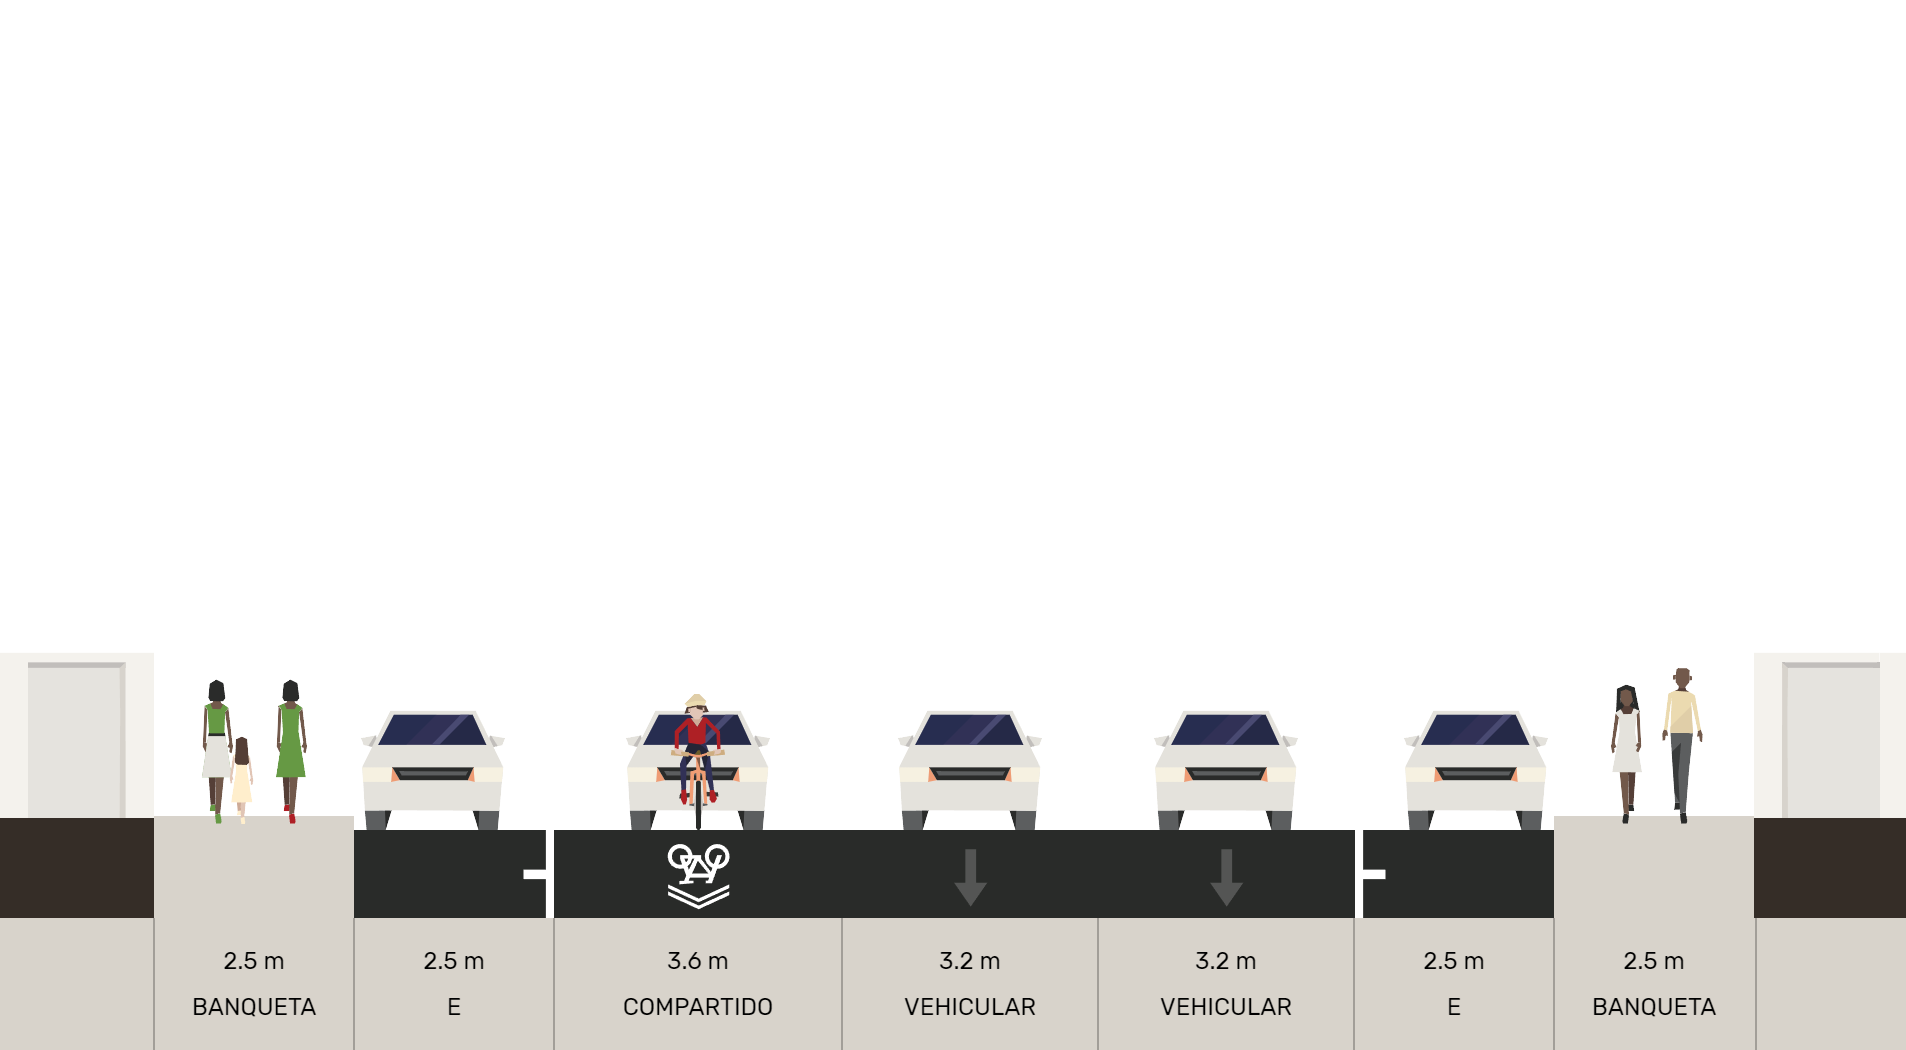 2.5 m
BANQUETA
2.5 m
E
3.6 m
COMPARTIDO
3.2 m
VEHICULAR
3.2 m
VEHICULAR
2.5 m
E
2.5 m
BANQUETA